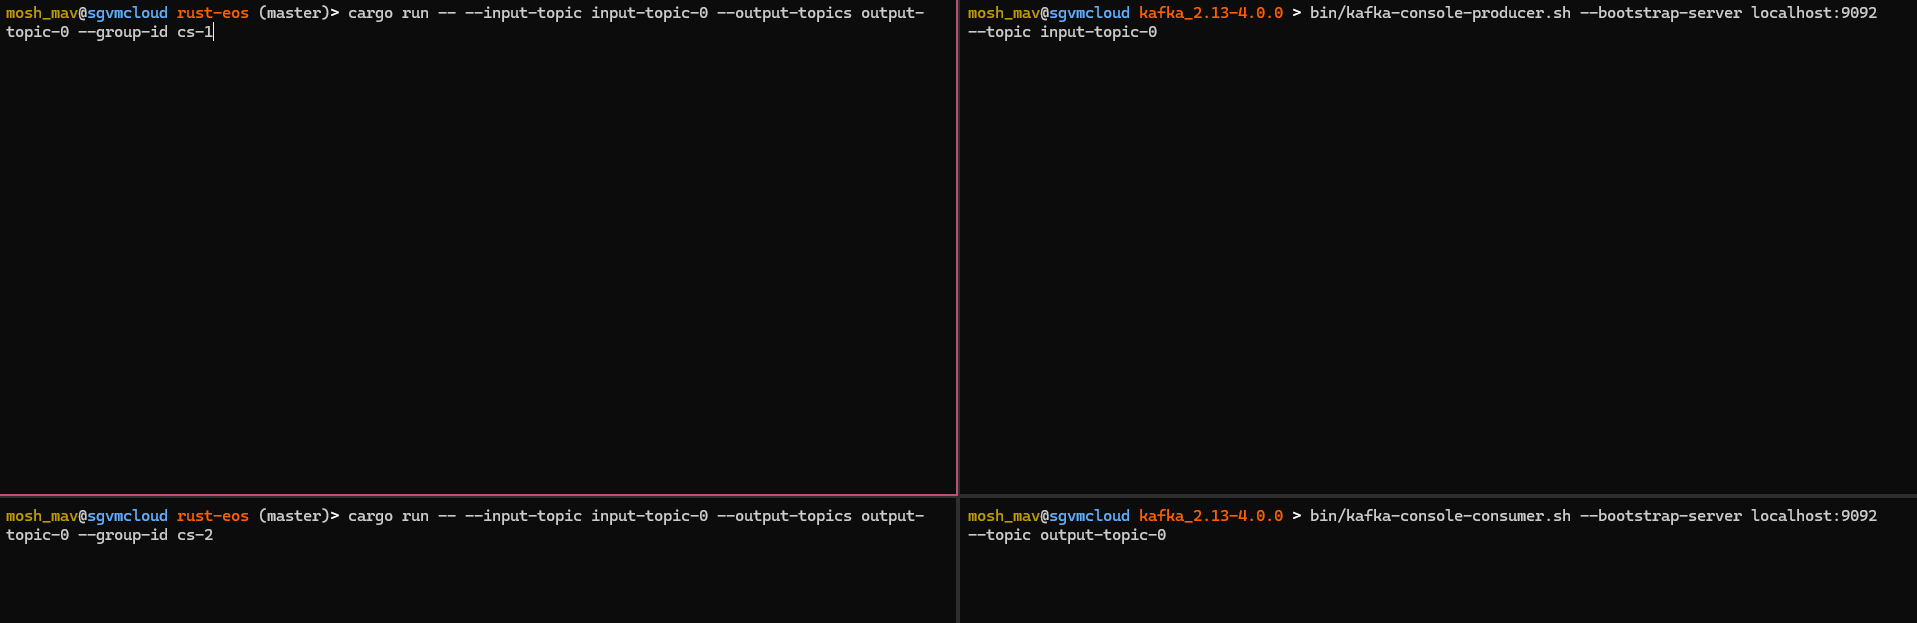 mosh_mav@sgvmcloud rust-eos (master)> cargo run -- --input-topic input-topic-0 --output-topics output-
topic-0 --group-id cs-1
mosh_mav@sgvmcloud kafka_2.13-4.0.0 > bin/kafka-console-producer.sh --bootstrap-server localhost:9092
--topic input-topic-0
mosh_mav@sgvmcloud rust-eos (master)> cargo run -- --input-topic input-topic-0 --output-topics output-
topic-0 --group-id cs-2
mosh_mav@sgvmcloud kafka_2.13-4.0.0 > bin/kafka-console-consumer.sh --bootstrap-server localhost:9092
--topic output-topic-0